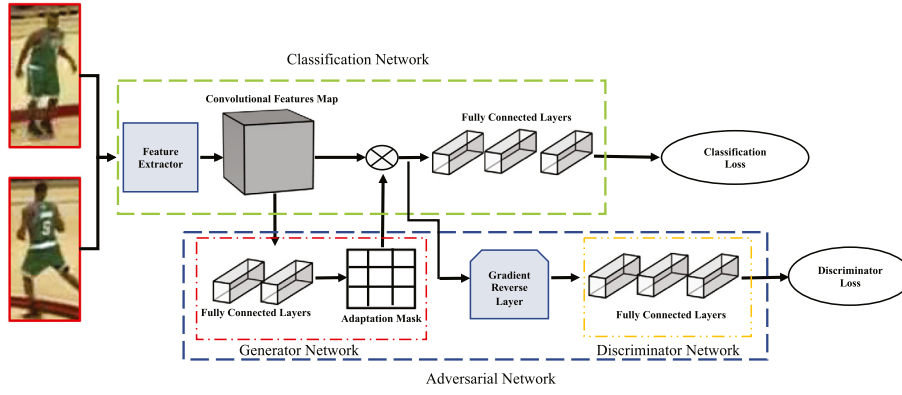 Classification Network
Convolutional Features Map
Fully Connected Layers
Feature
Extractor
Classification
Loss
5
Gradient
Reverse
Layer
Discriminator
Loss
Fully Connected Layers
Adaptation Mask
Fully Connected Layers
Generator Network
Discriminator Network
Adversarial Network